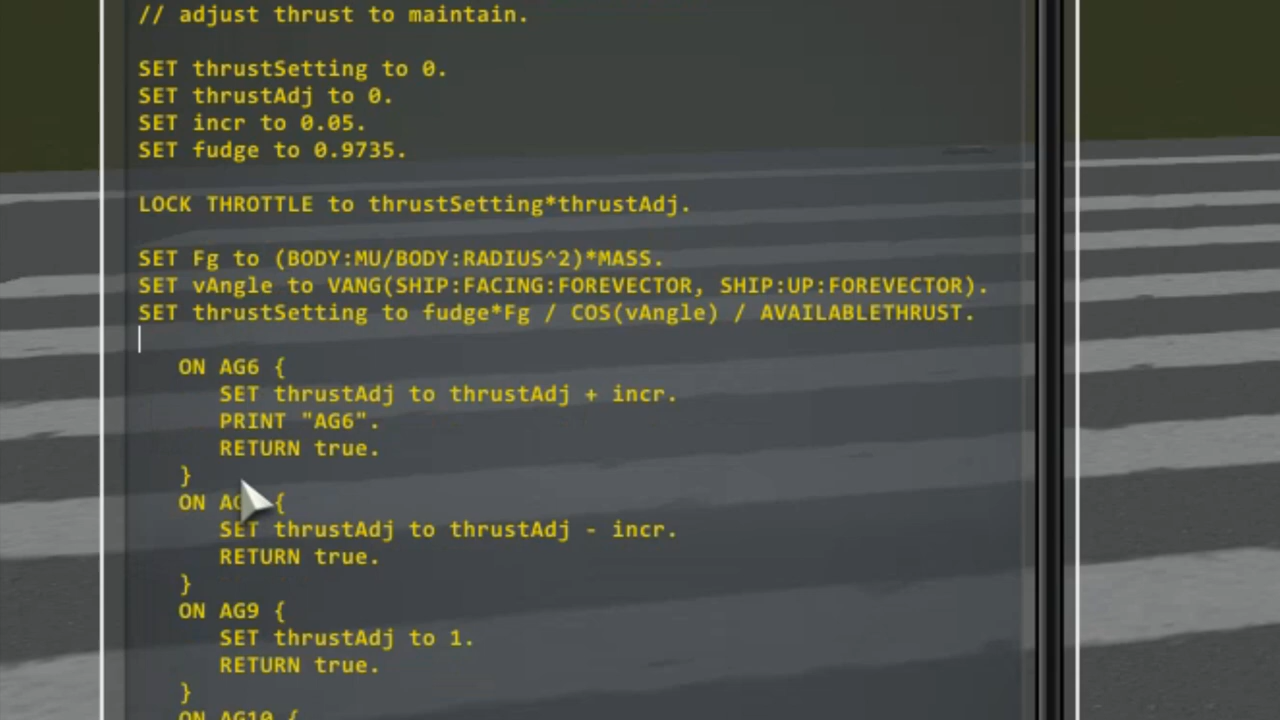 // adjust thrust to maintain.
SET thrustSetting to 0.
SET thrustAdj to 0.
SET incr to 0.05.
SET fudge to 0.9735.
LOCK THROTTLE to thrustSetting*thrustAdj.
SET Fg to (BODY:MU/BODY:RADIUS^2)*MASS.
SET vAngle to VANG(SHIP:FACING:FOREVECTOR, SHIP:UP:FOREVECTOR).
SET thrustSetting to fudge*Fg / COS(vAngle) / AVAILABLETHRUST.
ON AG6 {
SET thrustAdj to thrustAdj + incr.
PRINT "AG6".
RETURN true.
}
ON {
SET thrustAdj to thrustAdj - incr.
RETURN true.
}
ON AG9 {
SET thrustAdj to 1.
RETURN true.
}
ON AG10 {